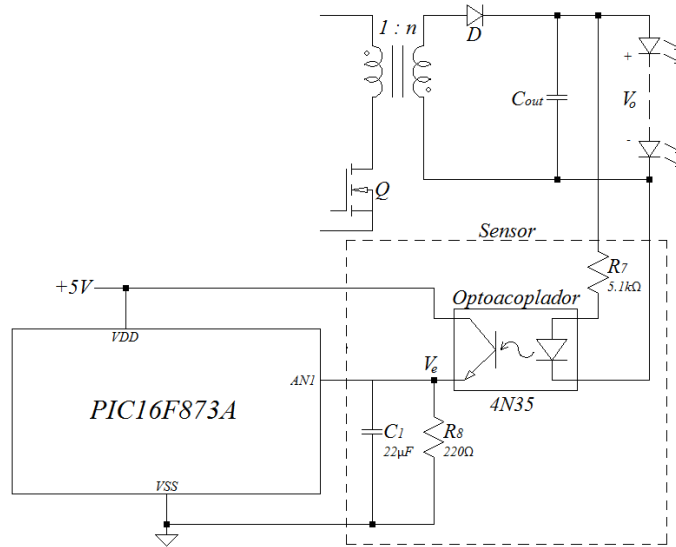 1 : n
D
Cout
+
Vo
-
Q
Sensor
R7
5.1kΩ
+5V
Optoacoplador
VDD
Ve
AN1
4N35
PIC16F873A
C1
22µF
R8
220Ω
VSS